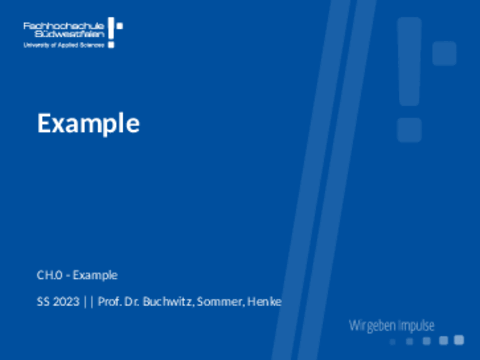 Fachhochschule
Südwestfalen
University of Applied Sciences
Example
CH.0 - Example
SS 2023 || Prof. Dr. Buchwitz, Sommer, Henke
Wir geben Impulse